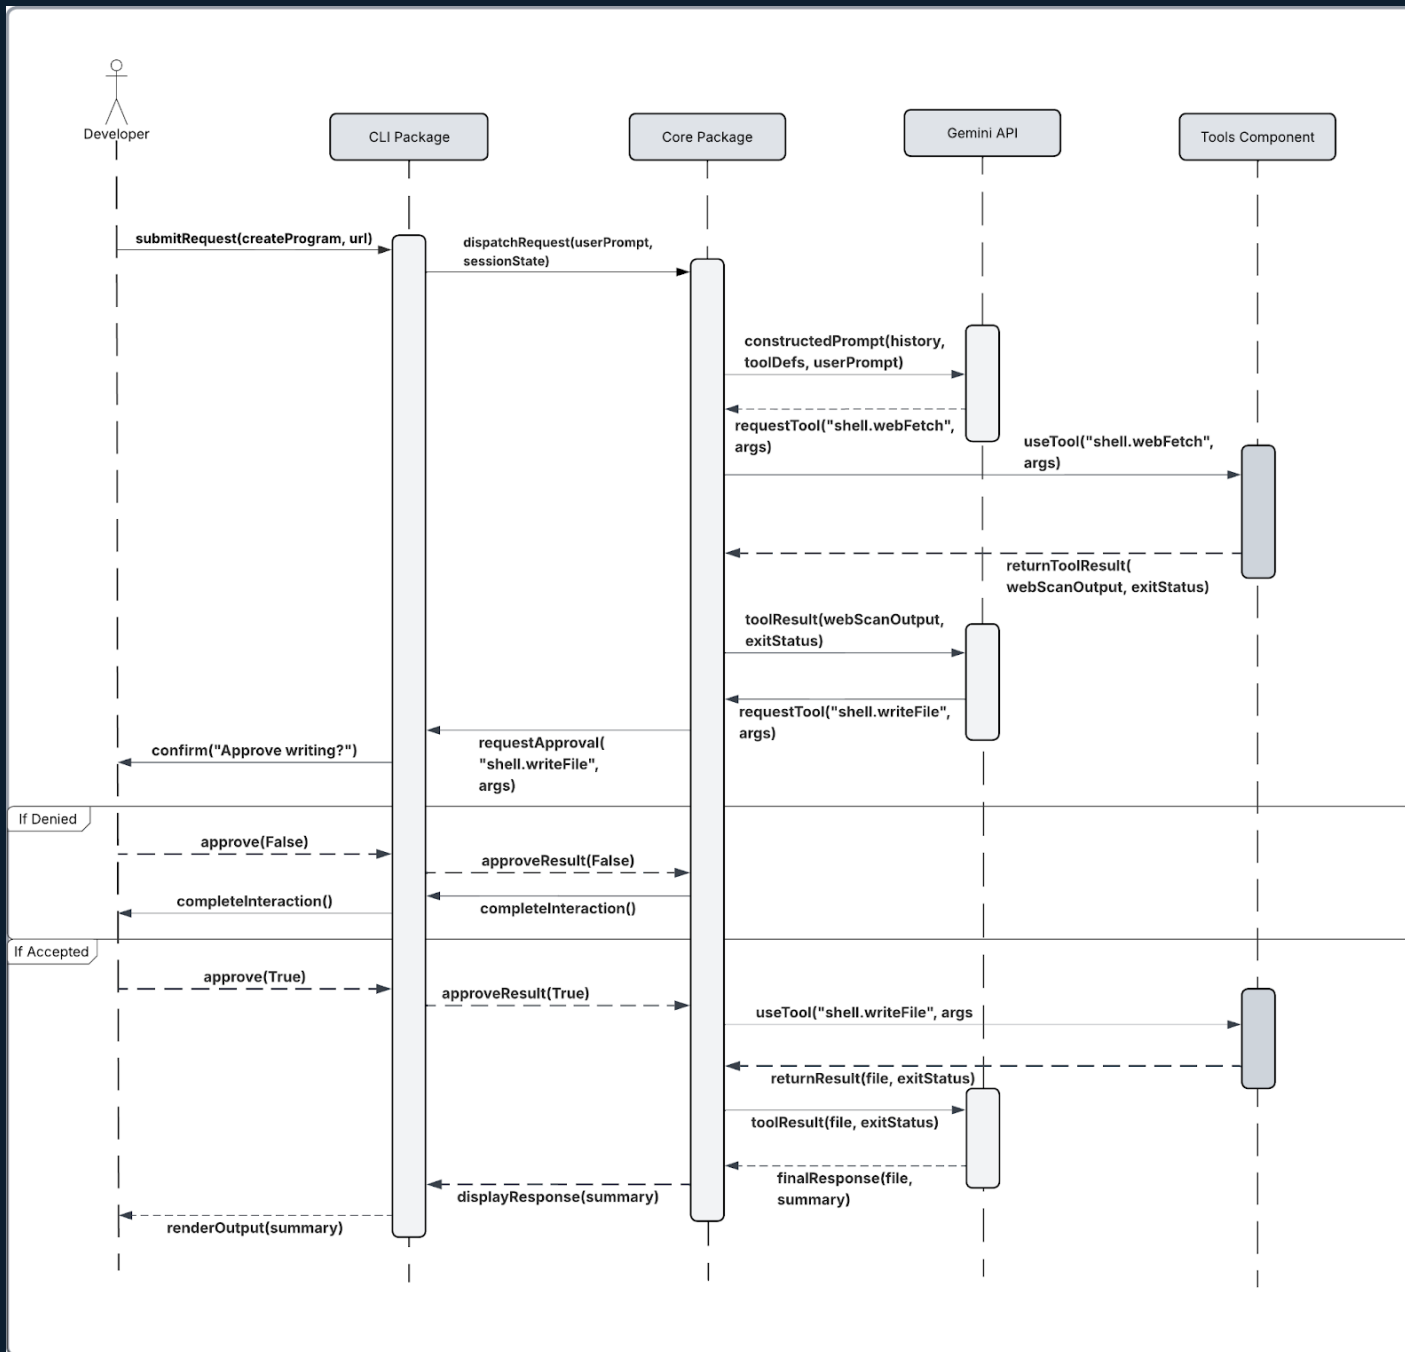 Developer
CLI Package
Core Package
Gemini API
Tools Component
submitRequest(createProgram, url)
dispatchRequest(userPrompt,
sessionState)
constructedPrompt(history,
toolDefs, userPrompt)
requestTool("shell.webFetch",
args)
useTool("shell.webFetch",
args)
returnToolResult(
webScanOutput, exitStatus)
toolResult(webScanOutput,
exitStatus)
requestTool("shell.writeFile",
args)
requestApproval(
"shell.writeFile",
args)
confirm("Approve writing?")
If Denied
approve(False)
approveResult(False)
completeInteraction()
completeInteraction()
If Accepted
approve(True)
approveResult(True)
useTool("shell.writeFile", args
returnResult(file, exitStatus)
toolResult(file, exitStatus)
finalResponse(file,
summary)
displayResponse(summary)
renderOutput(summary)